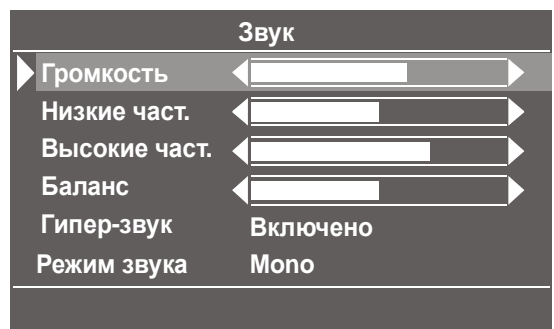 Звук
Громкость
Низкие част.
Высокие част.
Баланс
Гипер-звук Включено
Режим звука Mono